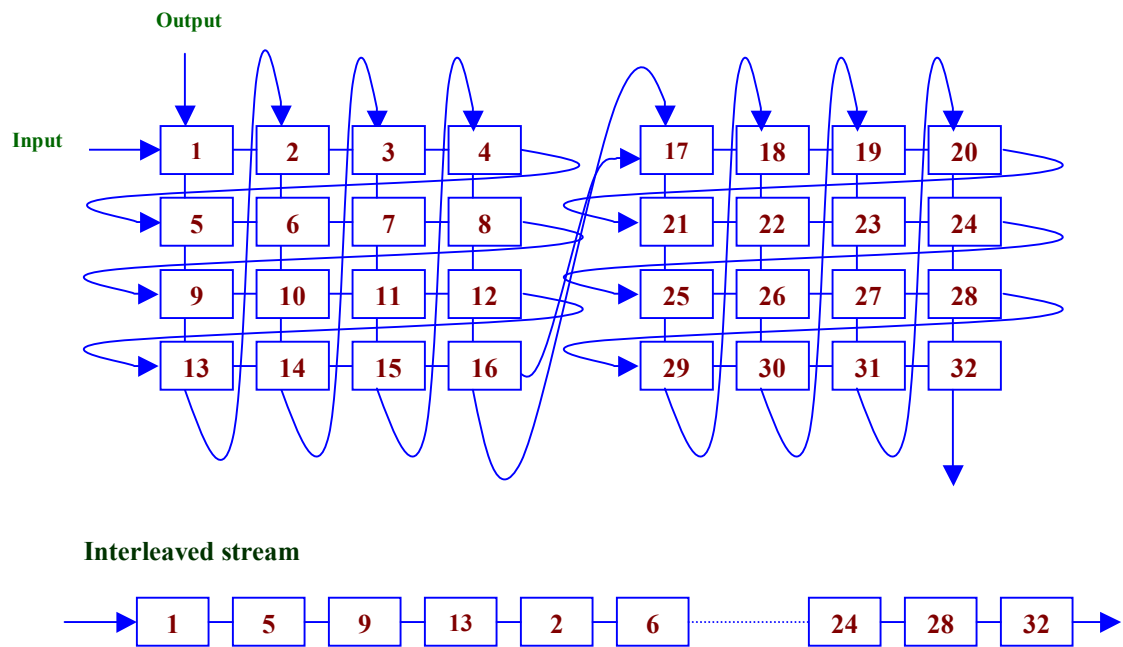 Output
Input
1 2 3 4 17 18 19 20
5 6 7 8 21 22 23 24
9 10 11 12 25 26 27 28
13 14 15 16 29 30 31 32
Interleaved stream
1 5 9 13 2 6 24 28 32